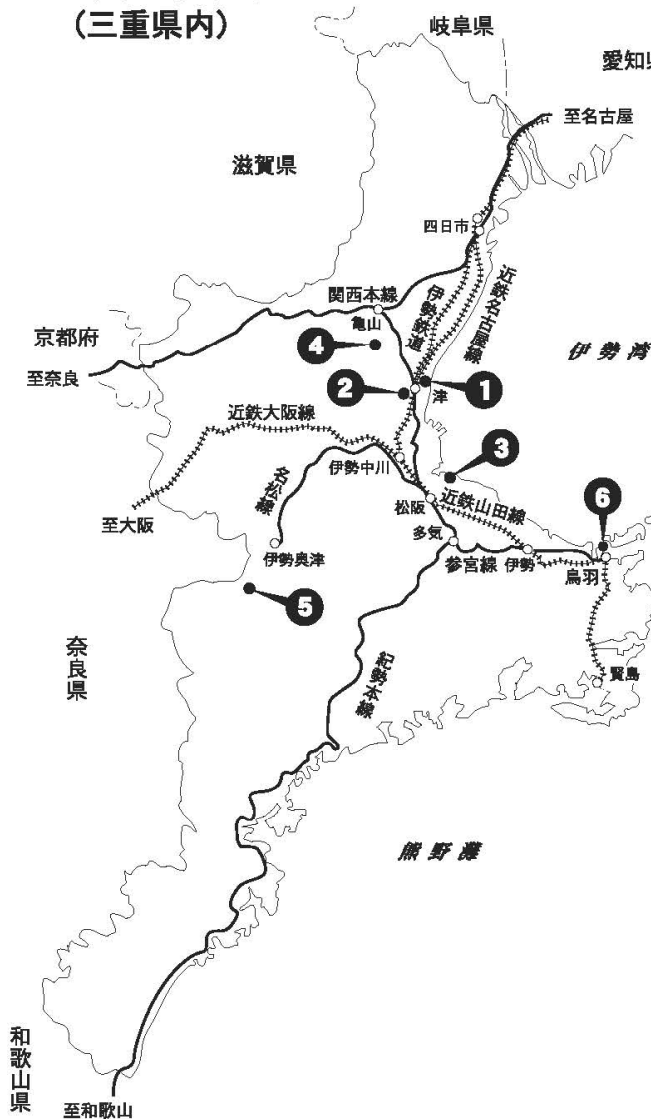 (三重県内)
岐阜県
愛知県
至名古屋
滋賀県
四日市
関西本線
伊勢鉄道
近鉄名古屋線
亀山
京都府
4
伊勢湾
至奈良
2
1
津
近鉄大阪線
3
伊勢中川
名松線
松阪
近鉄山田線
6
至大阪
多気
伊勢奥津
参宮線
伊勢
鳥羽
5
奈良県
紀勢本線
賢島
熊野灘
和歌山県
至和歌山